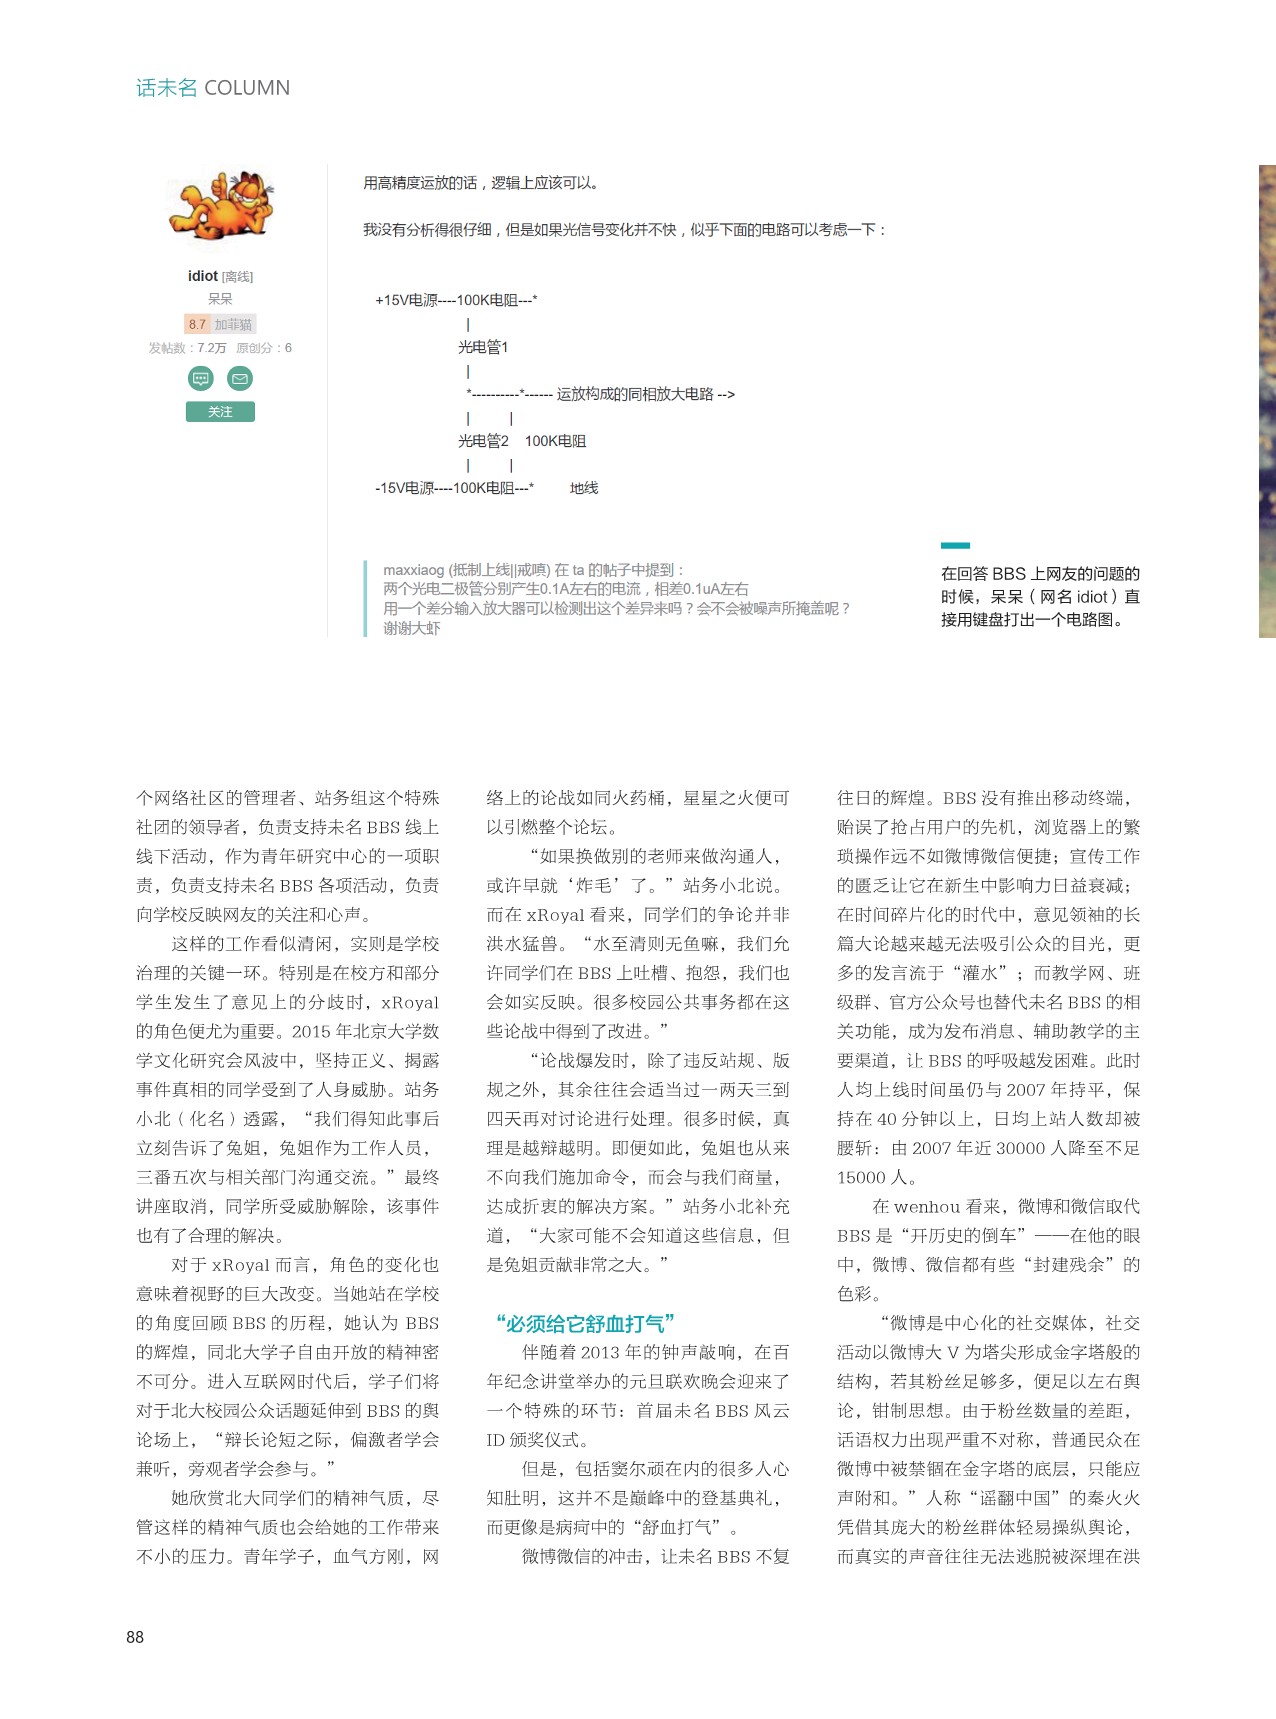 话未名 COLUMN
idiot [离线]
呆呆
8.7 加菲猫
发帖数：7.2万 原创分：6
关注
用高精度运放的话，逻辑上应该可以。
我没有分析得很仔细，但是如果光信号变化并不快，似乎下面的电路可以考虑一下：
+15V电源----100K电阻---*
|
光电管1
|
*----------*------ 运放构成的同相放大电路 -->
| |
光电管2 100K电阻
| |
-15V电源----100K电阻---* 地线
maxxiaog (抵制上线||戒嗔) 在 ta 的帖子中提到：
两个光电二极管分别产生0.1A左右的电流，相差0.1uA左右
用一个差分输入放大器可以检测出这个差异来吗？会不会被噪声所掩盖呢？
谢谢大虾
在回答 BBS 上网友的问题的
时候，呆呆（网名 idiot）直
接用键盘打出一个电路图。
个网络社区的管理者、站务组这个特殊
社团的领导者，负责支持未名 BBS 线上
线下活动，作为青年研究中心的一项职
责，负责支持未名 BBS 各项活动，负责
向学校反映网友的关注和心声。
这样的工作看似清闲，实则是学校
治理的关键一环。特别是在校方和部分
学生发生了意见上的分歧时，xRoyal
的角色便尤为重要。2015 年北京大学数
学文化研究会风波中，坚持正义、揭露
事件真相的同学受到了人身威胁。站务
小北（化名）透露，“我们得知此事后
立刻告诉了兔姐，兔姐作为工作人员，
三番五次与相关部门沟通交流。”最终
讲座取消，同学所受威胁解除，该事件
也有了合理的解决。
对于 xRoyal 而言，角色的变化也
意味着视野的巨大改变。当她站在学校
的角度回顾 BBS 的历程，她认为 BBS
的辉煌，同北大学子自由开放的精神密
不可分。进入互联网时代后，学子们将
对于北大校园公众话题延伸到 BBS 的舆
论场上，“辩长论短之际，偏激者学会
兼听，旁观者学会参与。”
她欣赏北大同学们的精神气质，尽
管这样的精神气质也会给她的工作带来
不小的压力。青年学子，血气方刚，网
络上的论战如同火药桶，星星之火便可
以引燃整个论坛。
“如果换做别的老师来做沟通人，
或许早就‘炸毛’了。”站务小北说。
而在 xRoyal 看来，同学们的争论并非
洪水猛兽。“水至清则无鱼嘛，我们允
许同学们在 BBS 上吐槽、抱怨，我们也
会如实反映。很多校园公共事务都在这
些论战中得到了改进。”
“论战爆发时，除了违反站规、版
规之外，其余往往会适当过一两天三到
四天再对讨论进行处理。很多时候，真
理是越辩越明。即便如此，兔姐也从来
不向我们施加命令，而会与我们商量，
达成折衷的解决方案。”站务小北补充
道，“大家可能不会知道这些信息，但
是兔姐贡献非常之大。”
“必须给它舒血打气”
伴随着 2013 年的钟声敲响，在百
年纪念讲堂举办的元旦联欢晚会迎来了
一个特殊的环节：首届未名 BBS 风云
ID 颁奖仪式。
但是，包括窦尔顽在内的很多人心
知肚明，这并不是巅峰中的登基典礼，
而更像是病疴中的“舒血打气”。
微博微信的冲击，让未名 BBS 不复
往日的辉煌。BBS 没有推出移动终端，
贻误了抢占用户的先机，浏览器上的繁
琐操作远不如微博微信便捷；宣传工作
的匮乏让它在新生中影响力日益衰减；
在时间碎片化的时代中，意见领袖的长
篇大论越来越无法吸引公众的目光，更
多的发言流于“灌水”；而教学网、班
级群、官方公众号也替代未名 BBS 的相
关功能，成为发布消息、辅助教学的主
要渠道，让 BBS 的呼吸越发困难。此时
人均上线时间虽仍与 2007 年持平，保
持在 40 分钟以上，日均上站人数却被
腰斩：由 2007 年近 30000 人降至不足
15000 人。
在 wenhou 看来，微博和微信取代
BBS 是“开历史的倒车”——在他的眼
中，微博、微信都有些“封建残余”的
色彩。
“微博是中心化的社交媒体，社交
活动以微博大 V 为塔尖形成金字塔般的
结构，若其粉丝足够多，便足以左右舆
论，钳制思想。由于粉丝数量的差距，
话语权力出现严重不对称，普通民众在
微博中被禁锢在金字塔的底层，只能应
声附和。”人称“谣翻中国”的秦火火
凭借其庞大的粉丝群体轻易操纵舆论，
而真实的声音往往无法逃脱被深埋在洪
88